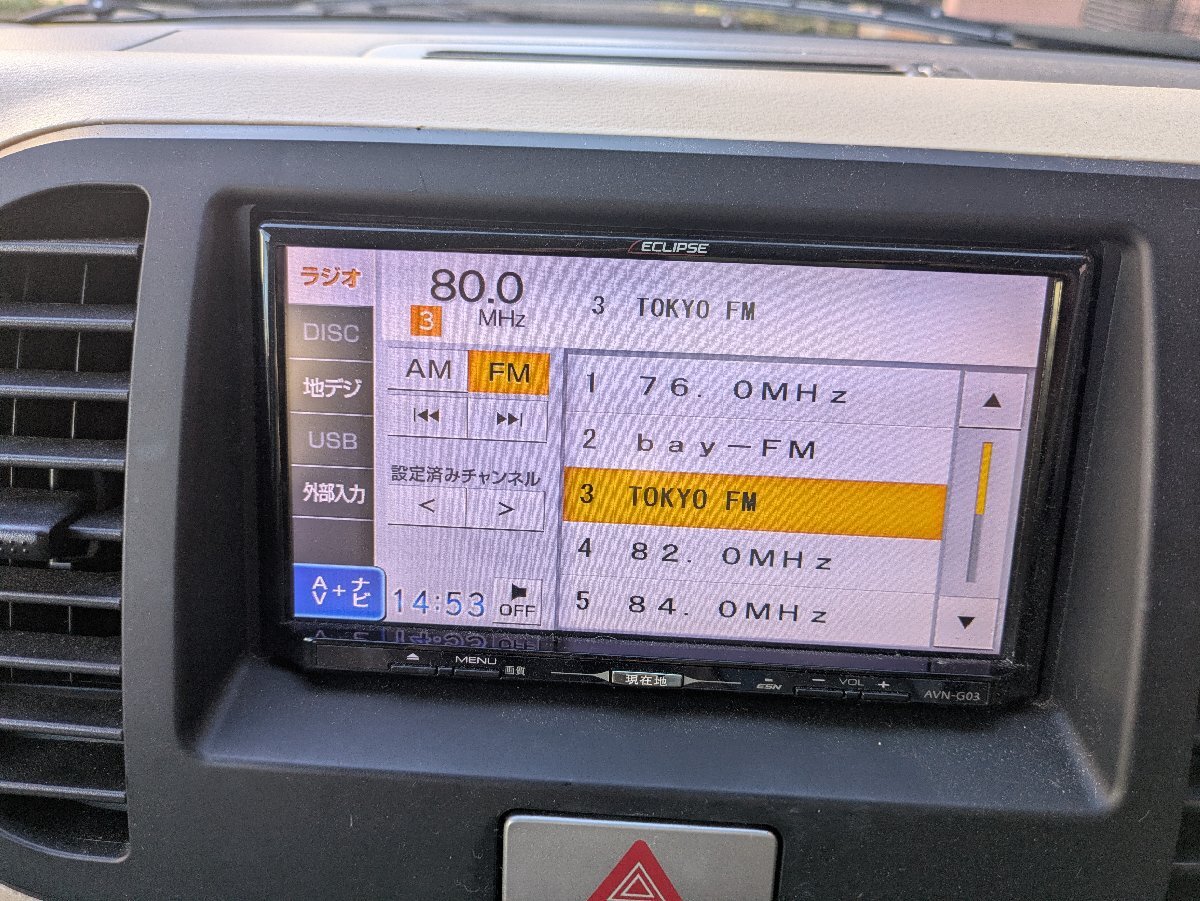 ECLIPSE
ラジオ
80.0
3
MHz
3 TOKYO FM
DISC
地デジ
USB
外部入力
AM
FM
設定済みチャンネル
<
>
1 76.0MHz
2 bay-FM
3 TOKYO FM
4 82.0MHz
5 84.0MHz
AV+ナビ
14:53
OFF
MENU
画質
現在地
ESN
- VOL +
AVN-G03